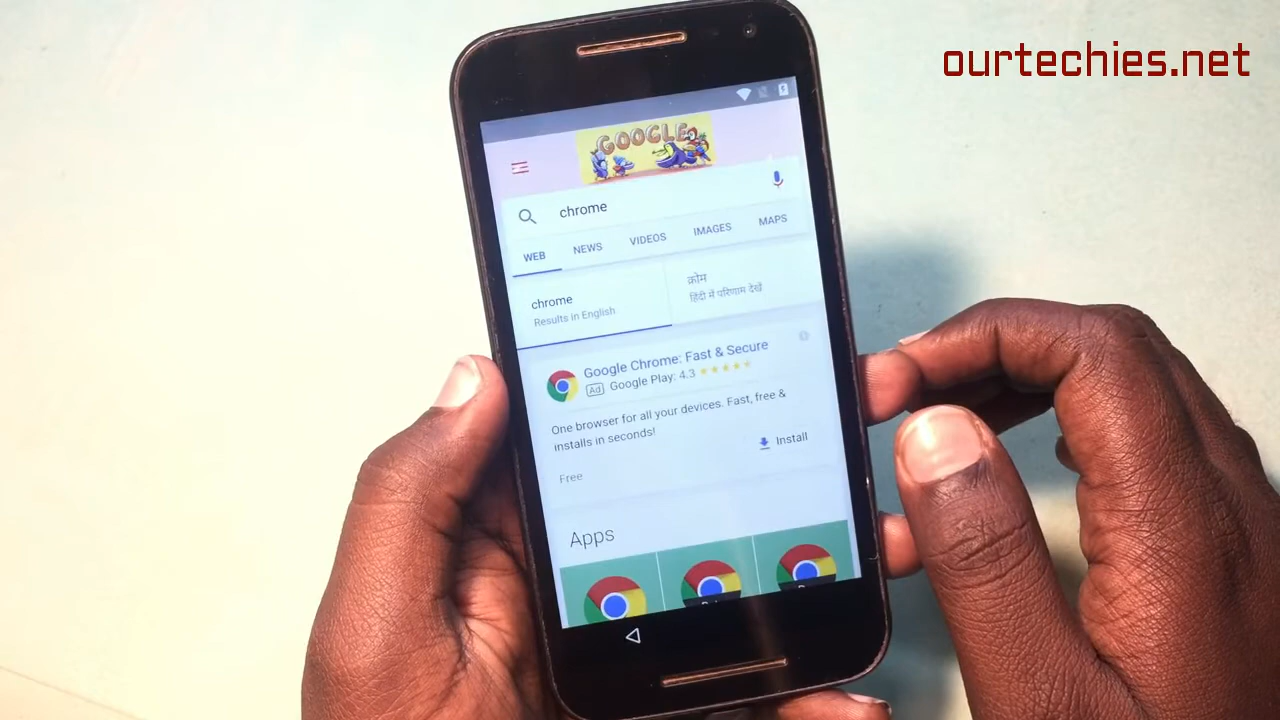 ourtechies.net
GOOGLE
chrome
WEB NEWS VIDEOS IMAGES MAPS
chrome
Results in English
क्रोम
हिंदी में परिणाम देखें
Google Chrome: Fast & Secure
Ad Google Play: 4.3
One browser for all your devices. Fast, free &
installs in seconds!
Install
Free
Apps